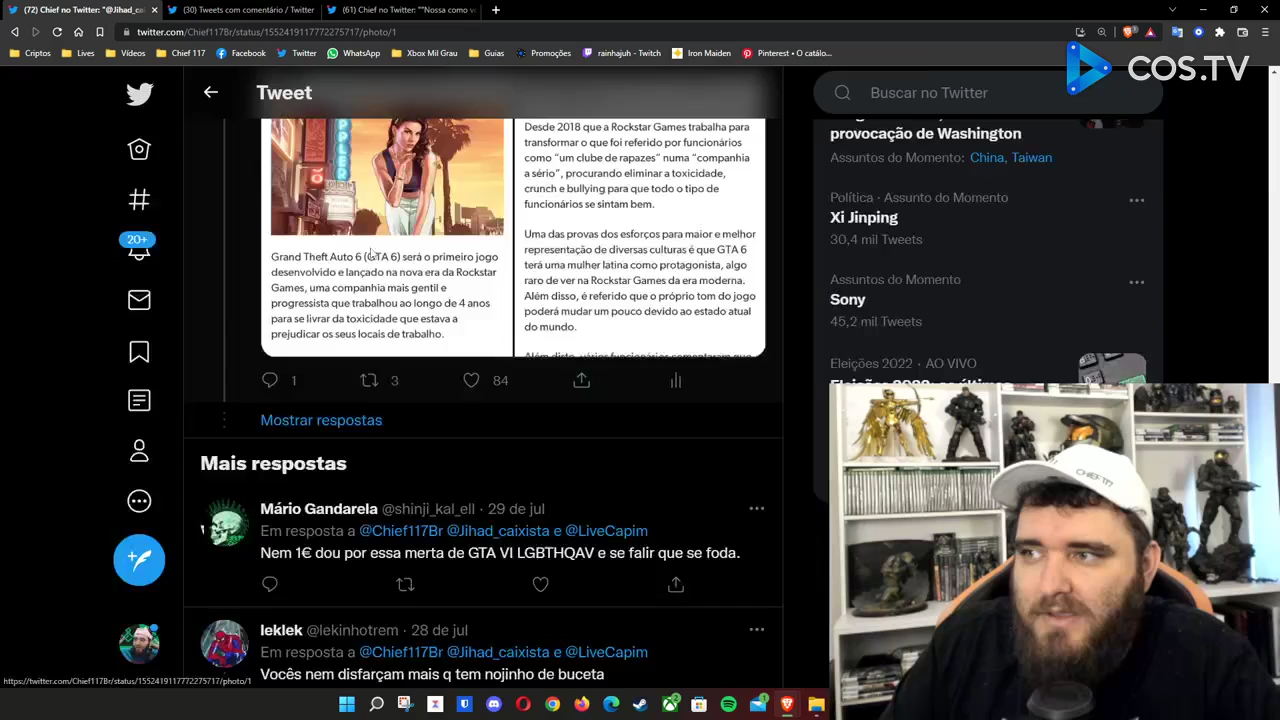 (72) Chief no Twitter: "@Jihad_cai
(30) Tweets com comentário / Twitter
(61) Chief no Twitter: ""Nossa como v
twitter.com/Chief117Br/status/1552419117772275717/photo/1
Criptos
Lives
Vídeos
Chief 117
Facebook
Twitter
WhatsApp
Xbox Mil Grau
Guias
Promoções
rainhajuh - Twitch
Iron Maiden
Pinterest • O catálo...
COS.TV
Tweet
Buscar no Twitter
20+
Grand Theft Auto 6 (GTA 6) será o primeiro jogo
desenvolvido e lançado na nova era da Rockstar
Games, uma companhia mais gentil e
progressista que trabalhou ao longo de 4 anos
para se livrar da toxicidade que estava a
prejudicar os seus locais de trabalho.
Desde 2018 que a Rockstar Games trabalha para
transformar o que foi referido por funcionários
como "um clube de rapazes" numa "companhia
a sério", procurando eliminar a toxicidade,
crunch e bullying para que todo o tipo de
funcionários se sintam bem.
Uma das provas dos esforços para maior e melhor
representação de diversas culturas é que GTA 6
terá uma mulher latina como protagonista, algo
raro de ver na Rockstar Games da era moderna.
Além disso, é referido que o próprio tom do jogo
poderá mudar um pouco devido ao estado atual
do mundo.
Além disto, vários funcionários comentaram que
1
3
84
Mostrar respostas
Mais respostas
Mário Gandarela @shinji_kal_ell · 29 de jul
Em resposta a @Chief117Br @Jihad_caixista e @LiveCapim
Nem 1€ dou por essa merta de GTA VI LGBTHQAV e se falir que se foda.
leklek @lekinhotrem · 28 de jul
Em resposta a @Chief117Br @Jihad_caixista e @LiveCapim
Vocês nem disfarçam mais q tem nojinho de buceta
provocação de Washington
Assuntos do Momento: China, Taiwan
Política · Assunto do Momento
Xi Jinping
30,4 mil Tweets
Assuntos do Momento
Sony
45,2 mil Tweets
Eleições 2022 · AO VIVO
CHIEF117
https://twitter.com/Chief117Br/status/1552419117772275717/photo/1